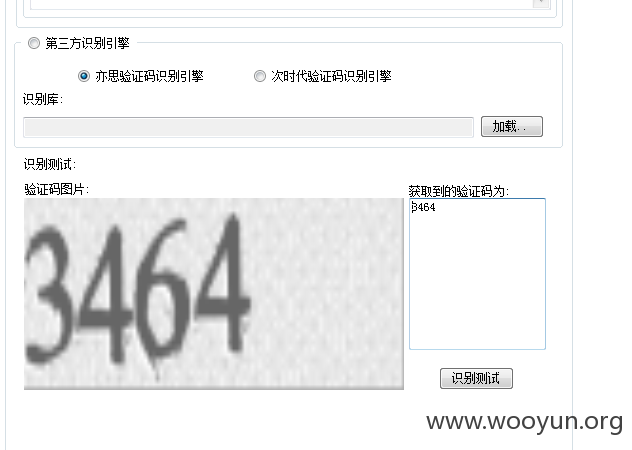 第三方识别引擎
亦思验证码识别引擎 次时代验证码识别引擎
识别库:
加载. .
识别测试:
验证码图片:
获取到的验证码为:
3464
3464
识别测试
www.wooyun.org